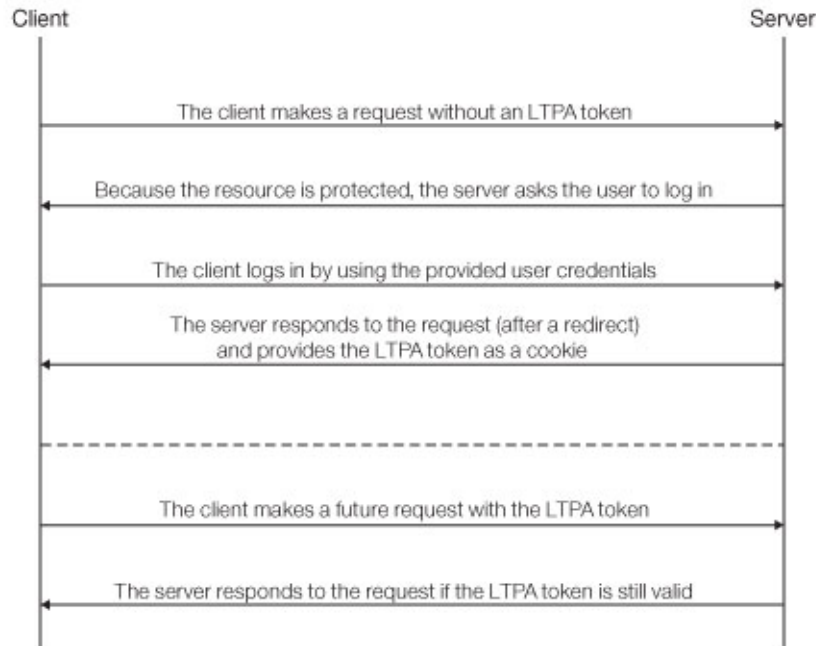 Client
Server
The client makes a request without an LTPA token
Because the resource is protected, the server asks the user to log in
The client logs in by using the provided user credentials
The server responds to the request (after a redirect)
and provides the LTPA token as a cookie
The client makes a future request with the LTPA token
The server responds to the request if the LTPA token is still valid